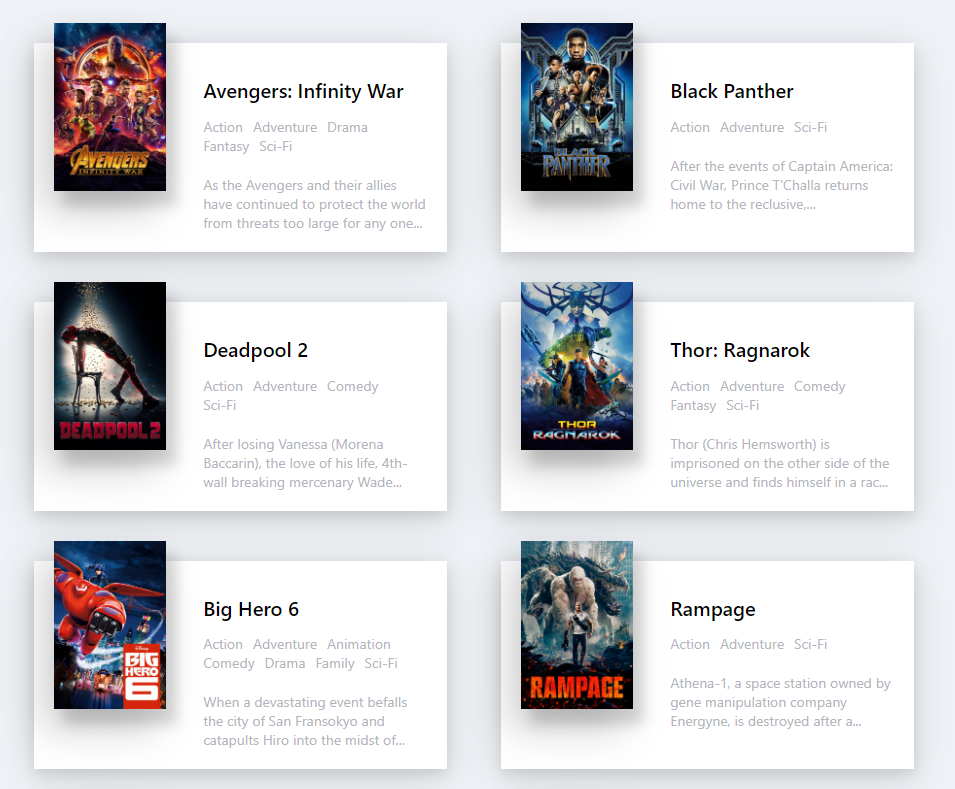 Avengers: Infinity War
Action Adventure Drama
Fantasy Sci-Fi
As the Avengers and their allies
have continued to protect the world
from threats too large for any one...
AVENGERS
INFINITY WAR
Black Panther
Action Adventure Sci-Fi
After the events of Captain America:
Civil War, Prince T'Challa returns
home to the reclusive,...
BLACK
PANTHER
Deadpool 2
Action Adventure Comedy
Sci-Fi
After losing Vanessa (Morena
Baccarin), the love of his life, 4th-
wall breaking mercenary Wade...
DEADPOOL 2
Thor: Ragnarok
Action Adventure Comedy
Fantasy Sci-Fi
Thor (Chris Hemsworth) is
imprisoned on the other side of the
universe and finds himself in a rac...
THOR
RAGNAROK
Big Hero 6
Action Adventure Animation
Comedy Drama Family Sci-Fi
When a devastating event befalls
the city of San Fransokyo and
catapults Hiro into the midst of...
Disney
BIG
HERO
6
Rampage
Action Adventure Sci-Fi
Athena-1, a space station owned by
gene manipulation company
Energyne, is destroyed after a...
RAMPAGE